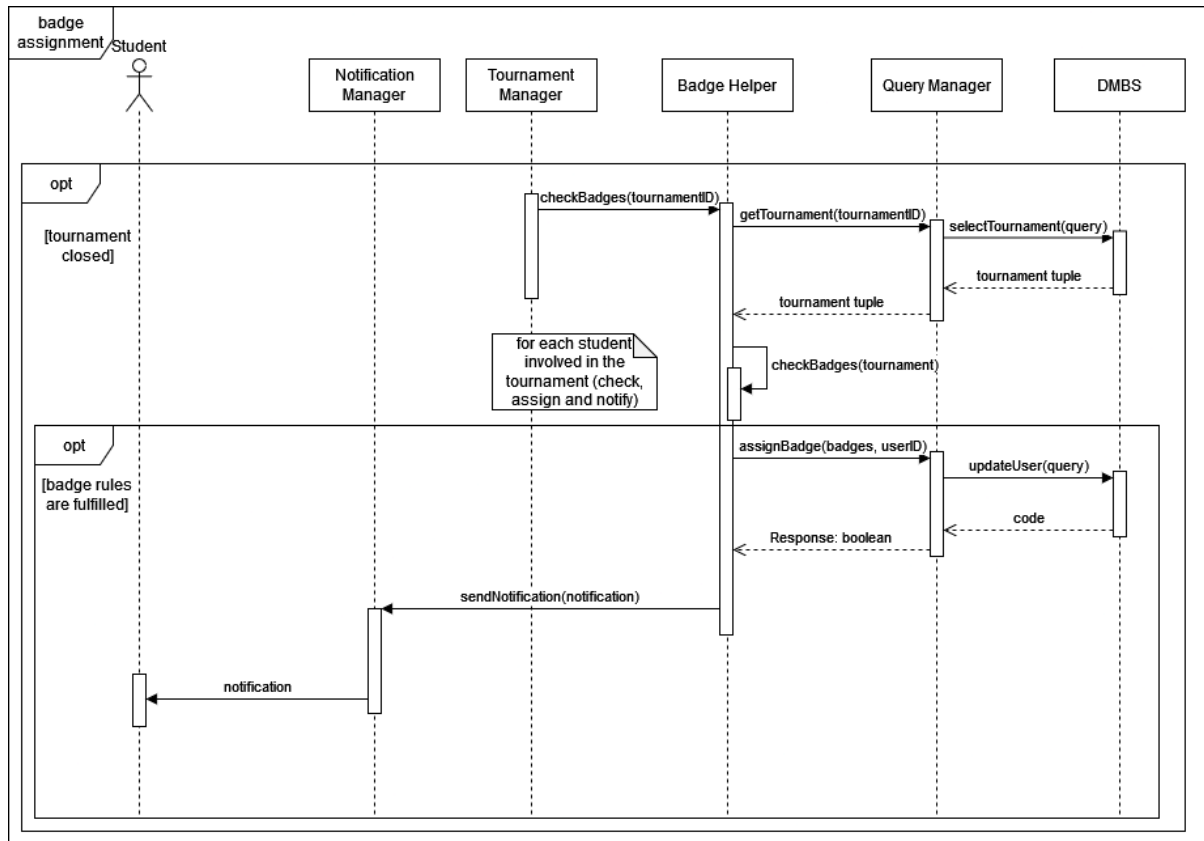 badge
assignment
Student
Notification
Manager
Tournament
Manager
Badge Helper
Query Manager
DMBS
opt
[tournament
closed]
checkBadges(tournamentID)
getTournament(tournamentID)
selectTournament(query)
tournament tuple
tournament tuple
for each student
involved in the
tournament (check,
assign and notify)
checkBadges(tournament)
opt
[badge rules
are fulfilled]
assignBadge(badges, userID)
updateUser(query)
code
Response: boolean
sendNotification(notification)
notification